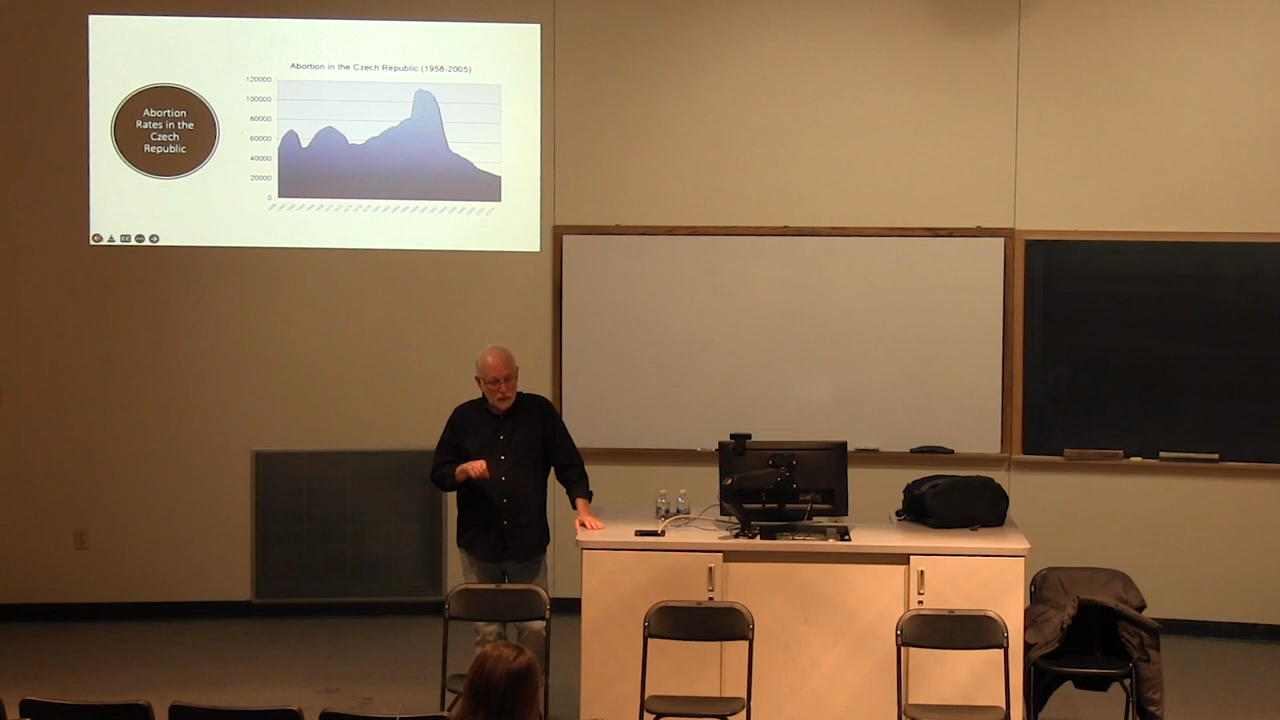 Abortion in the Czech Republic (1958-2005)
Abortion
Rates in the
Czech
Republic
120000
100000
80000
60000
40000
20000
0